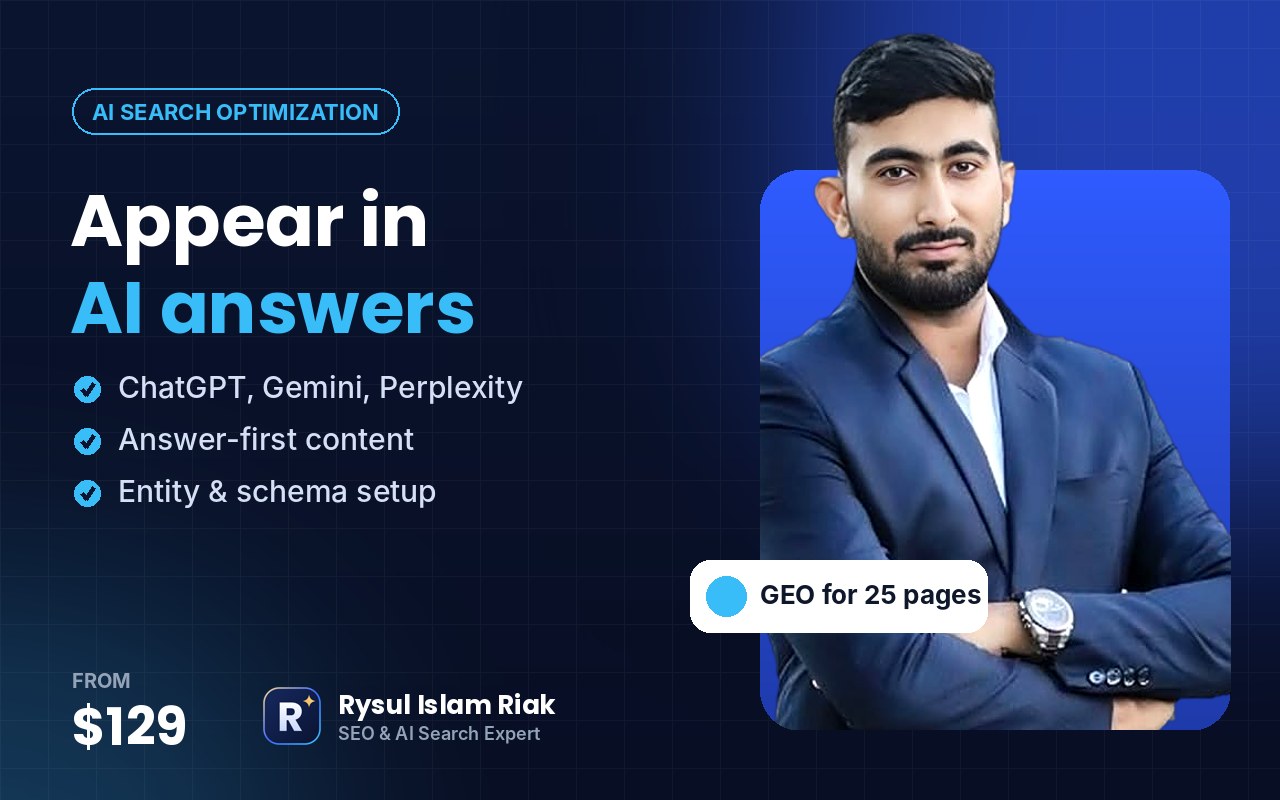 AI SEARCH OPTIMIZATION
Appear in
AI answers
ChatGPT, Gemini, Perplexity
Answer-first content
Entity & schema setup
GEO for 25 pages
FROM
$129
R
Rysul Islam Riak
SEO & AI Search Expert